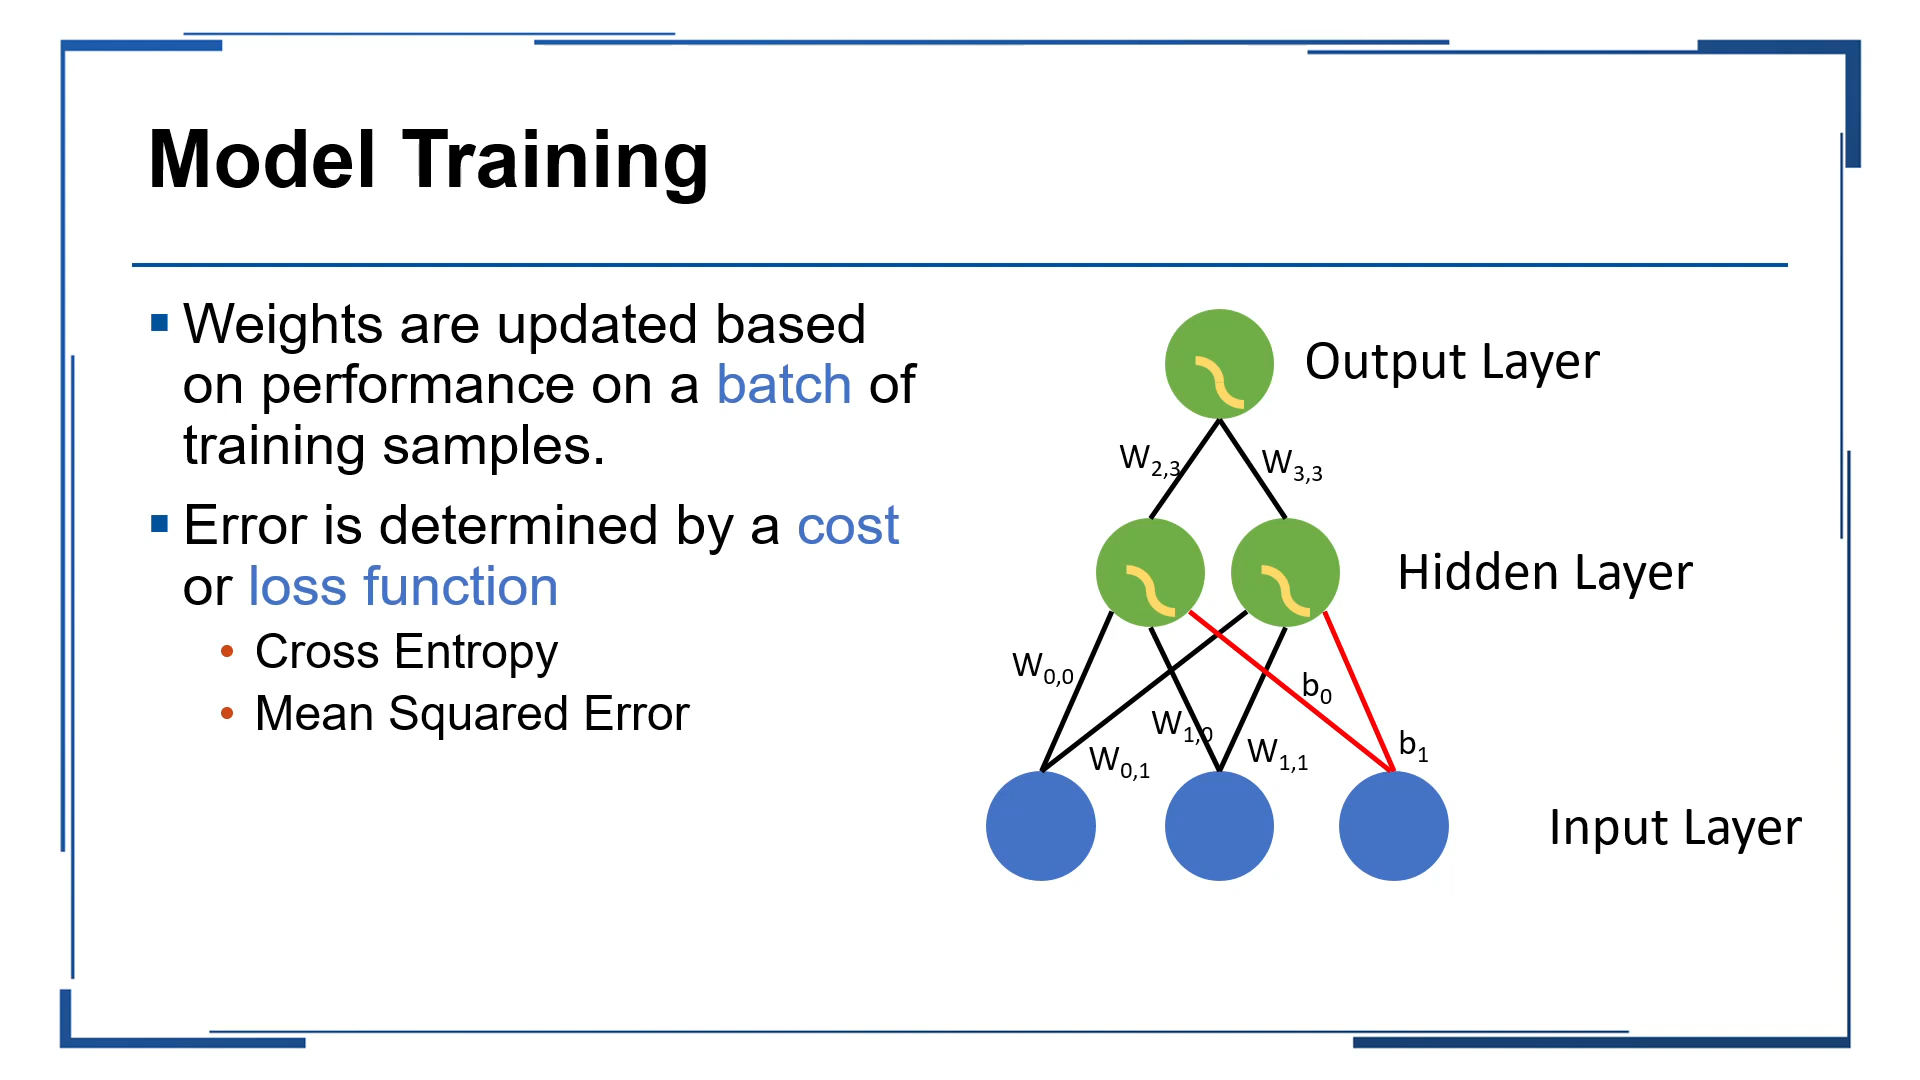 Model Training
Weights are updated based
on performance on a batch of
training samples.
Error is determined by a cost
or loss function
Cross Entropy
Mean Squared Error
Output Layer
W2,3
W3,3
Hidden Layer
W0,0
b0
W1,0
b1
W0,1
W1,1
Input Layer